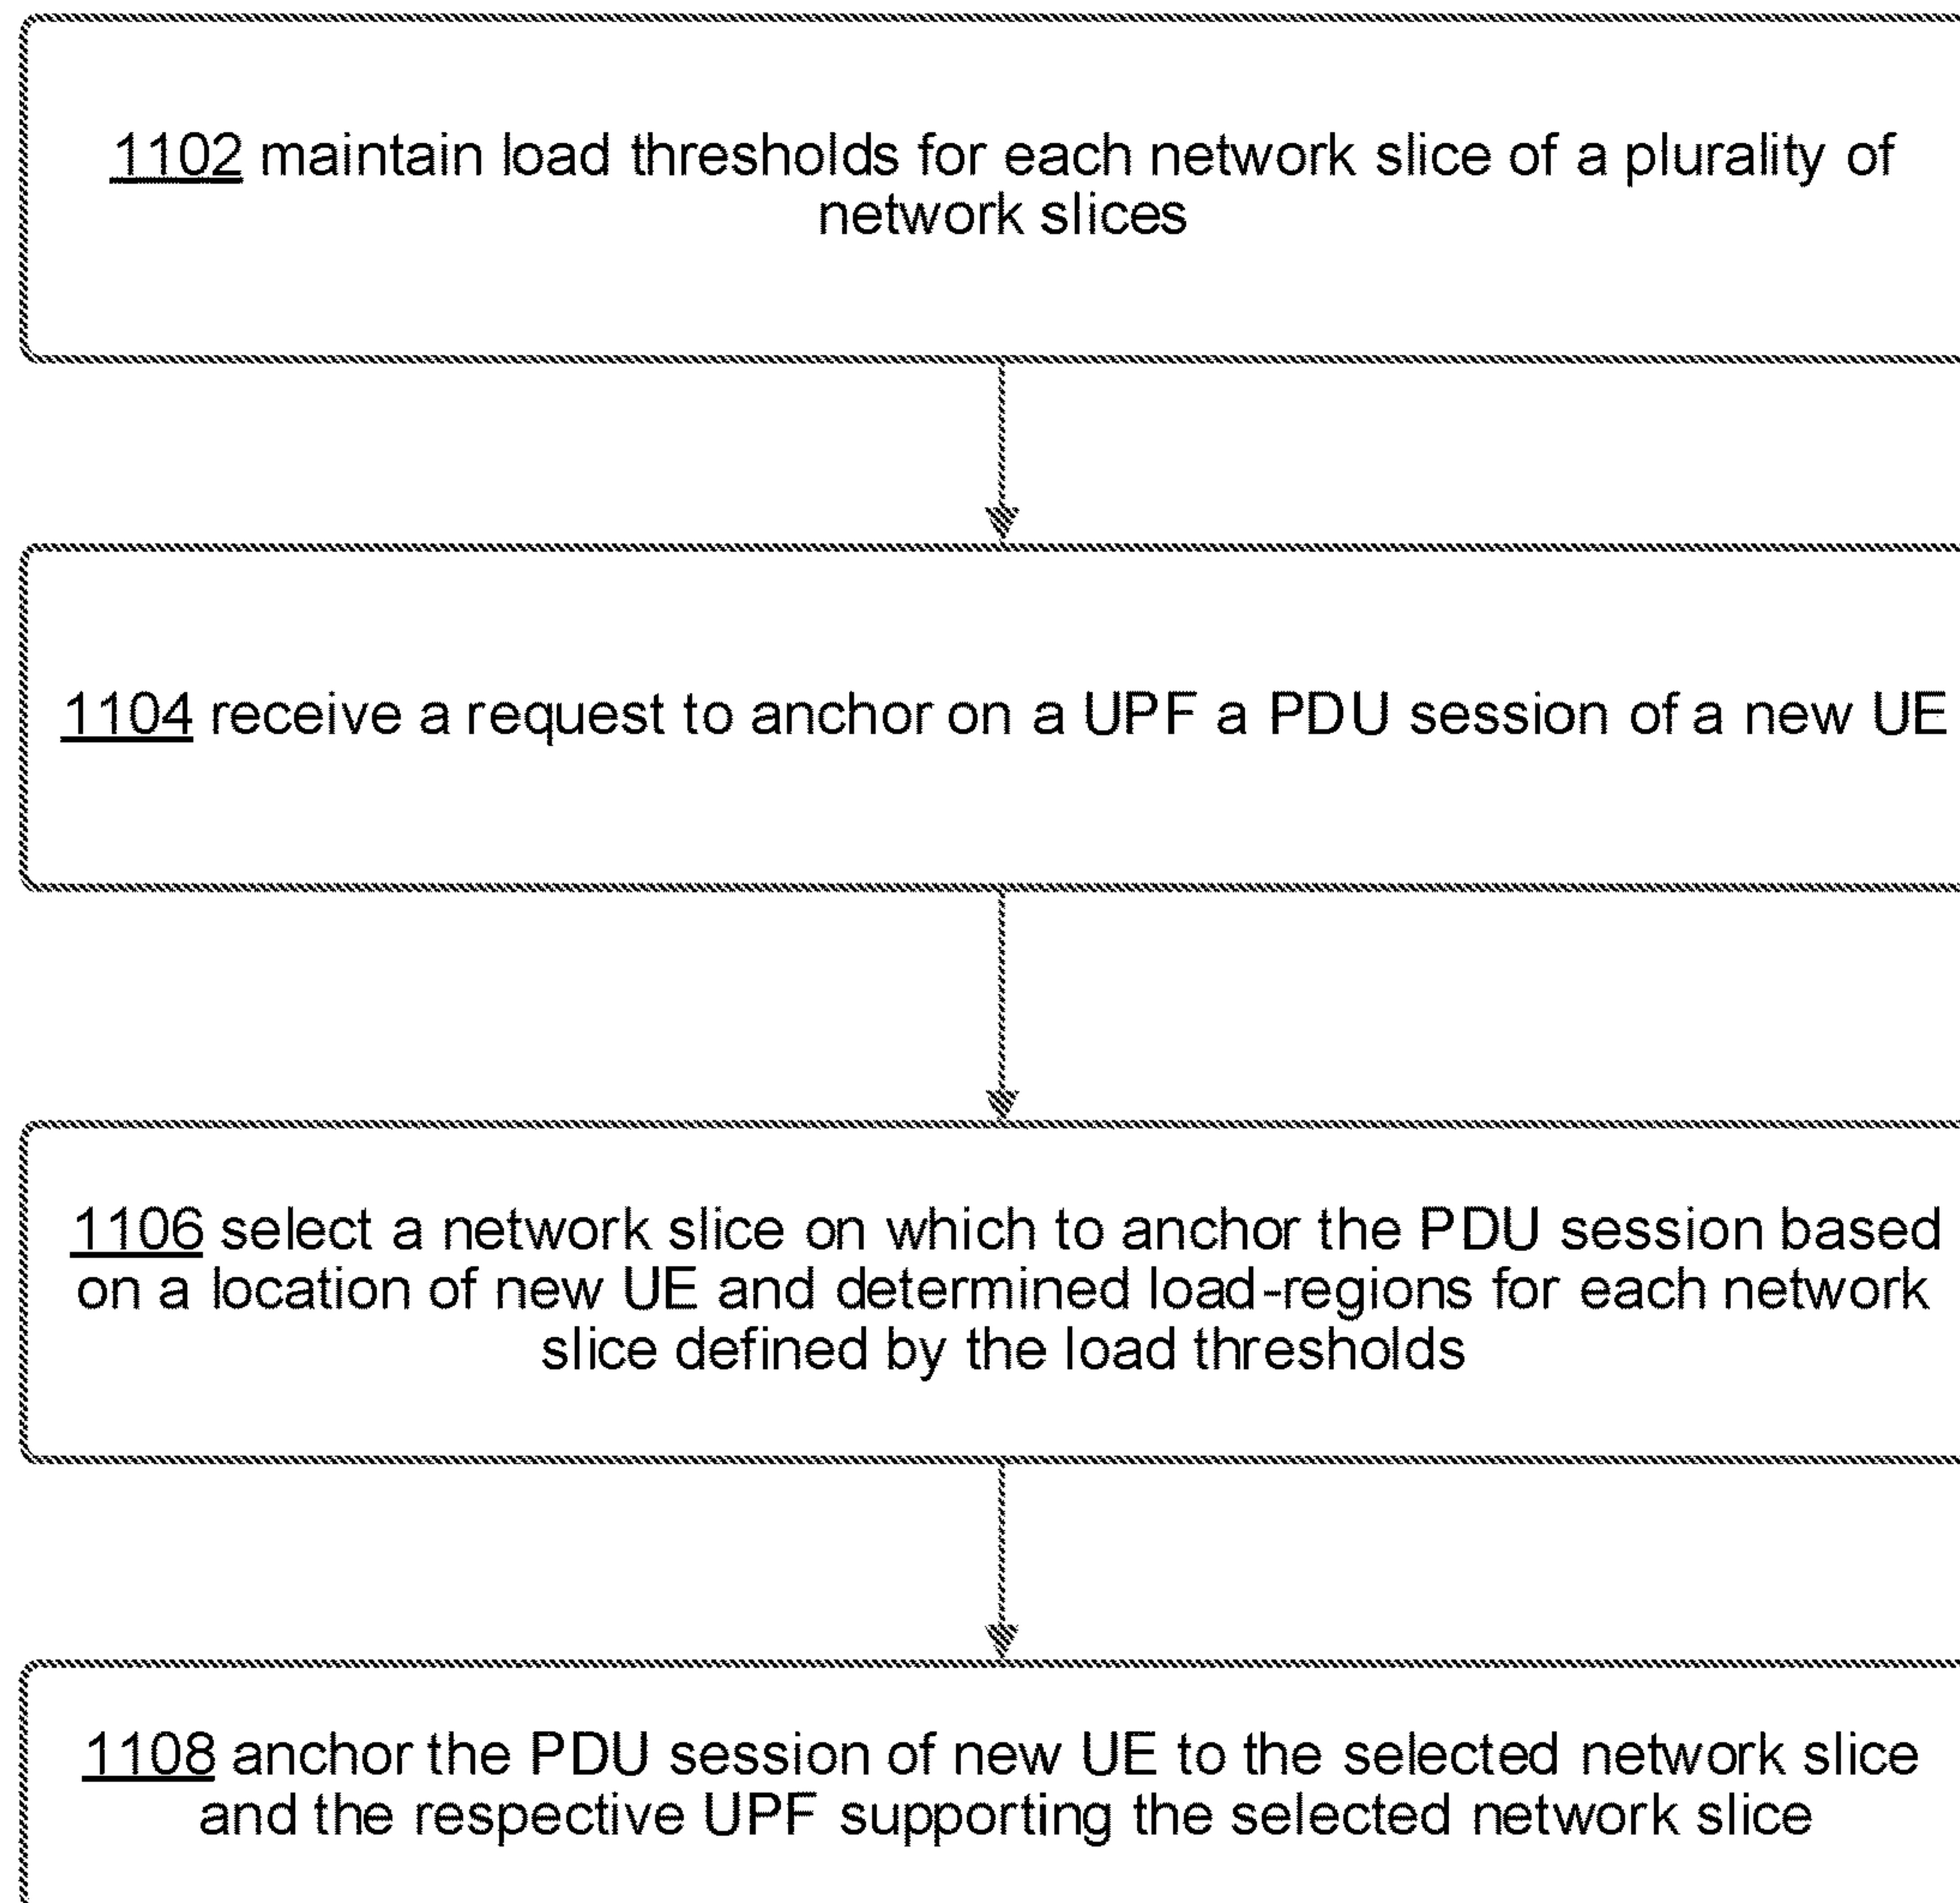 1102 maintain load thresholds for each network slice of a plurality of
network slices
1104 receive a request to anchor on a UPF a PDU session of a new UE
1106 select a network slice on which to anchor the PDU session based
on a location of new UE and determined load-regions for each network
slice defined by the load thresholds
1108 anchor the PDU session of new UE to the selected network slice
and the respective UPF supporting the selected network slice